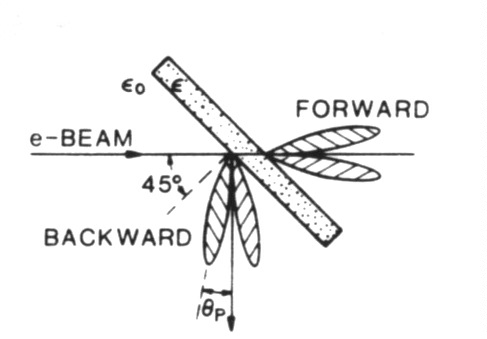 ϵ₀ ϵ
FORWARD
e-BEAM
45°
BACKWARD
θₚ